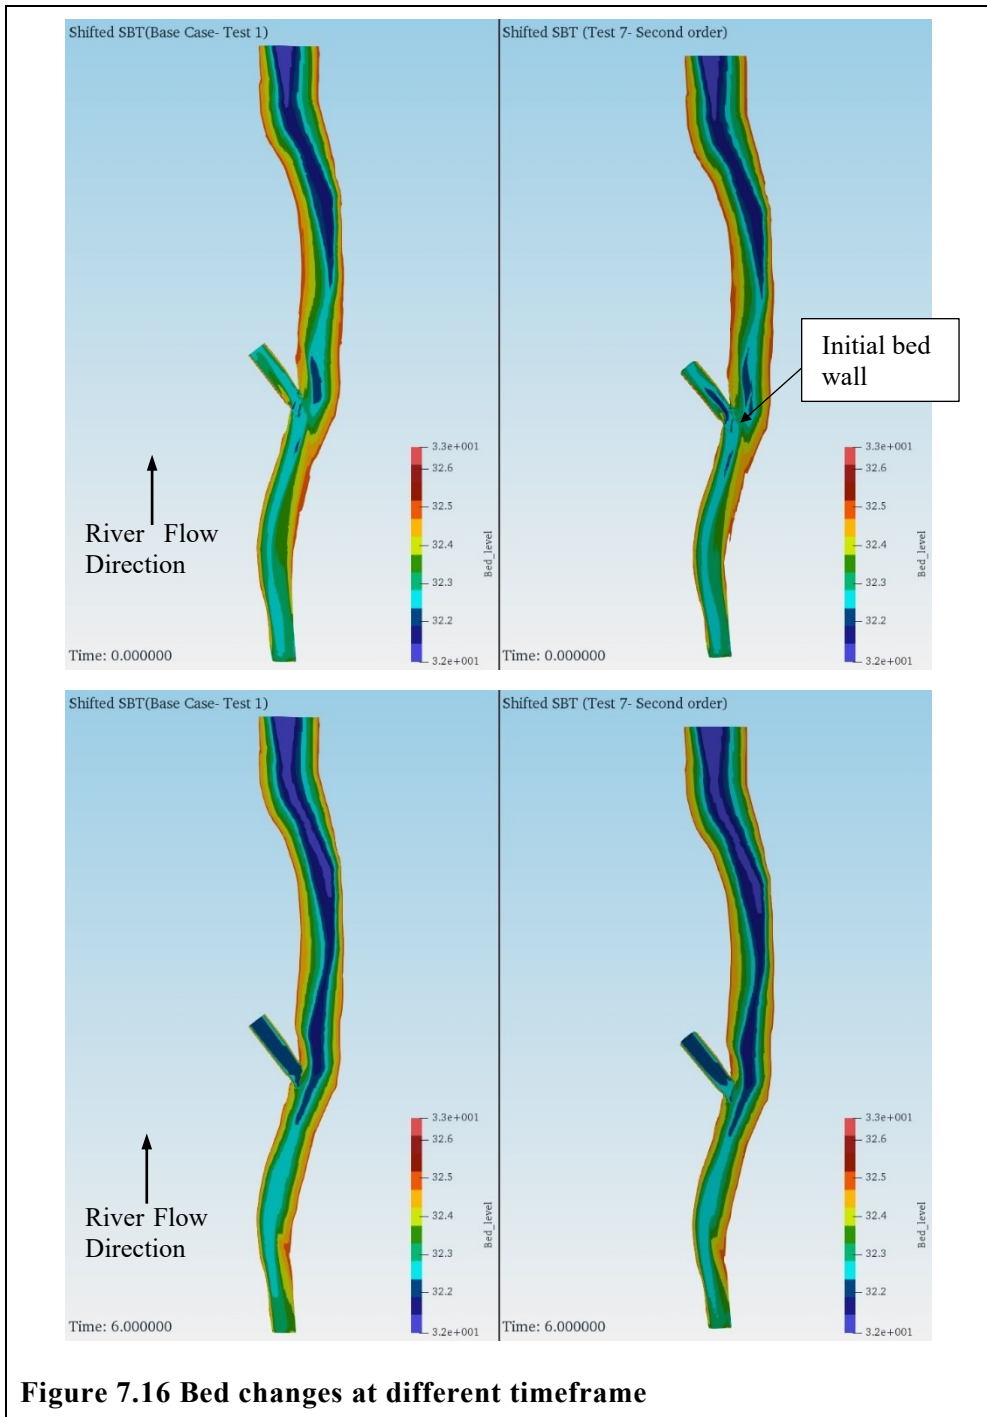 Shifted SBT(Base Case- Test 1)
Shifted SBT (Test 7- Second order)
Initial bed
wall
River Flow
Direction
3.3e+001
32.6
32.5
32.4
32.3
32.2
3.2e+001
Bed_level
3.3e+001
32.6
32.5
32.4
32.3
32.2
3.2e+001
Bed_level
Time: 0.000000
Time: 0.000000
Shifted SBT(Base Case- Test 1)
Shifted SBT (Test 7- Second order)
River Flow
Direction
3.3e+001
32.6
32.5
32.4
32.3
32.2
3.2e+001
Bed_level
3.3e+001
32.6
32.5
32.4
32.3
32.2
3.2e+001
Bed_level
Time: 6.000000
Time: 6.000000
Figure 7.16 Bed changes at different timeframe